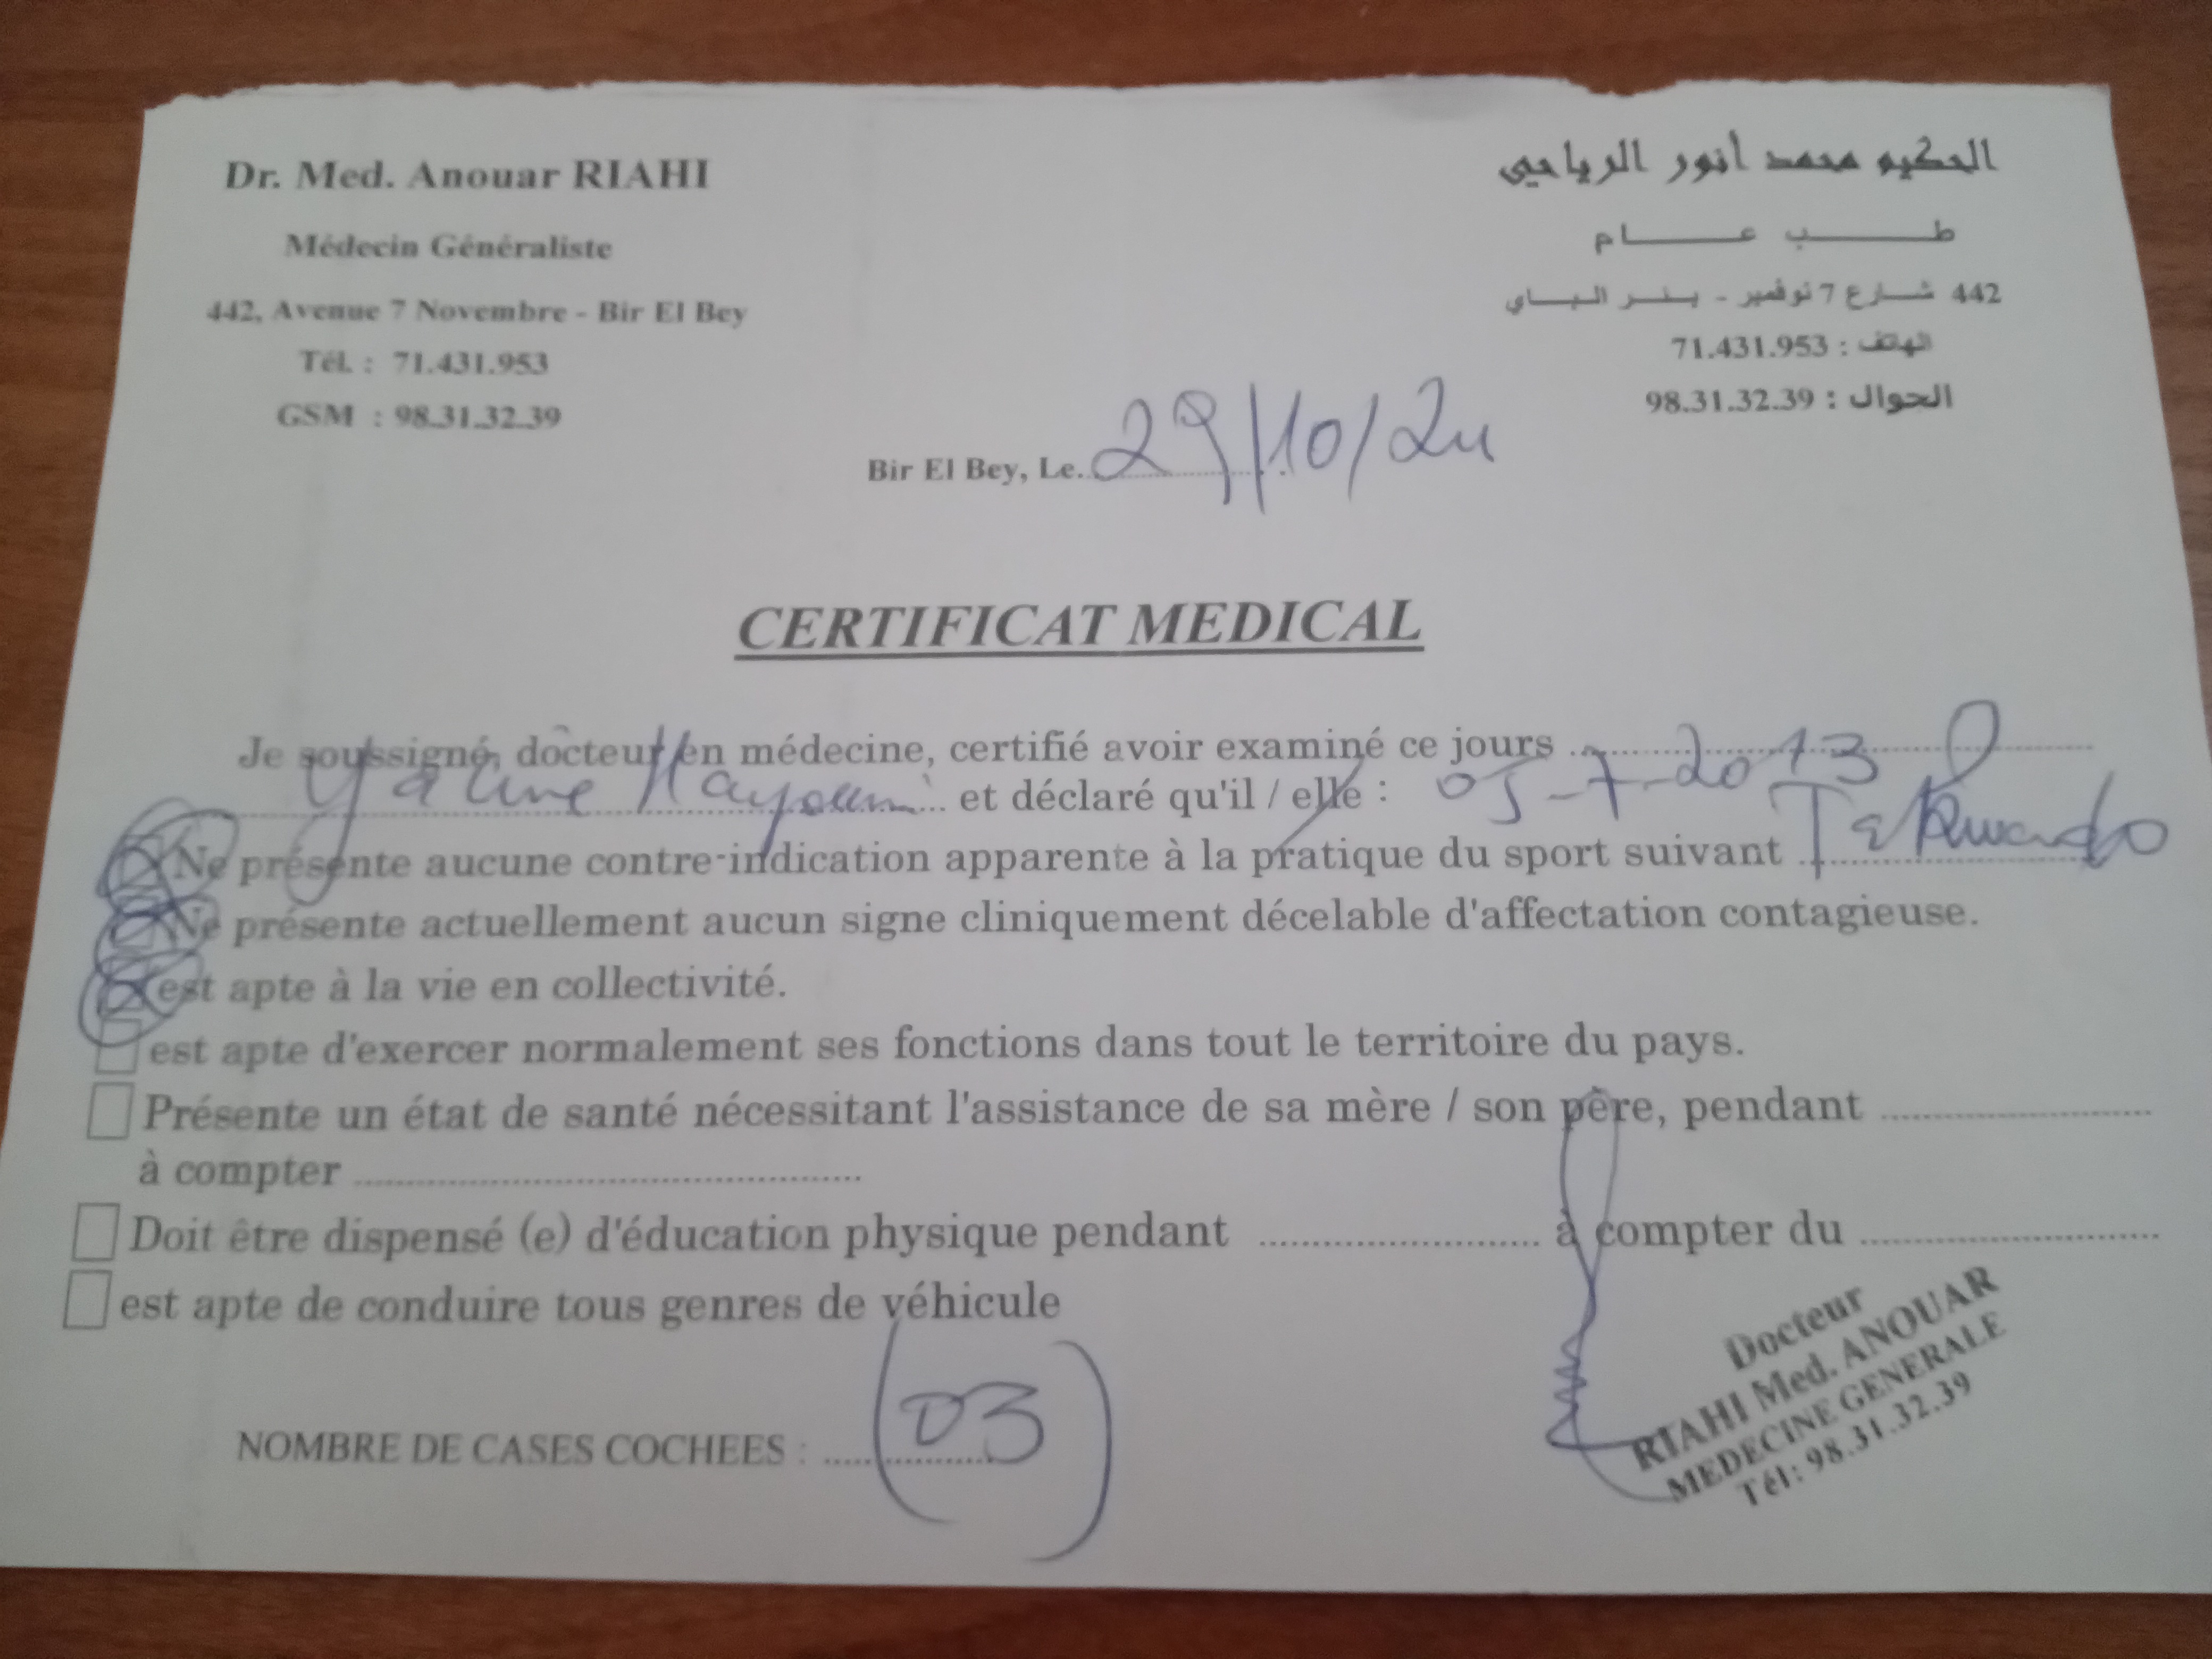 Dr. Med. Anouar RIAHI
Médecin Généraliste
442, Avenue 7 Novembre - Bir El Bey
Tél. : 71.431.953
GSM : 98.31.32.39
الحكيم محمد أنور الرياحي
طب عام
442 شارع 7 نوفمبر - بئر الباي
الهاتف : 71.431.953
الجوال : 98.31.32.39
Bir El Bey, Le. 29/10/24
CERTIFICAT MEDICAL
Je soussigné, docteur en médecine, certifié avoir examiné ce jours
et déclaré qu'il / elle : 05-7-2013
Ne présente aucune contre-indication apparente à la pratique du sport suivant Taekwondo
Ne présente actuellement aucun signe cliniquement décelable d'affectation contagieuse.
est apte à la vie en collectivité.
est apte d'exercer normalement ses fonctions dans tout le territoire du pays.
Présente un état de santé nécessitant l'assistance de sa mère / son père, pendant
à compter
Doit être dispensé (e) d'éducation physique pendant à compter du
est apte de conduire tous genres de véhicule
NOMBRE DE CASES COCHEES : (03)
Docteur
RIAHI Med. ANOUAR
MEDECINE GENERALE
Tél: 98.31.32.39